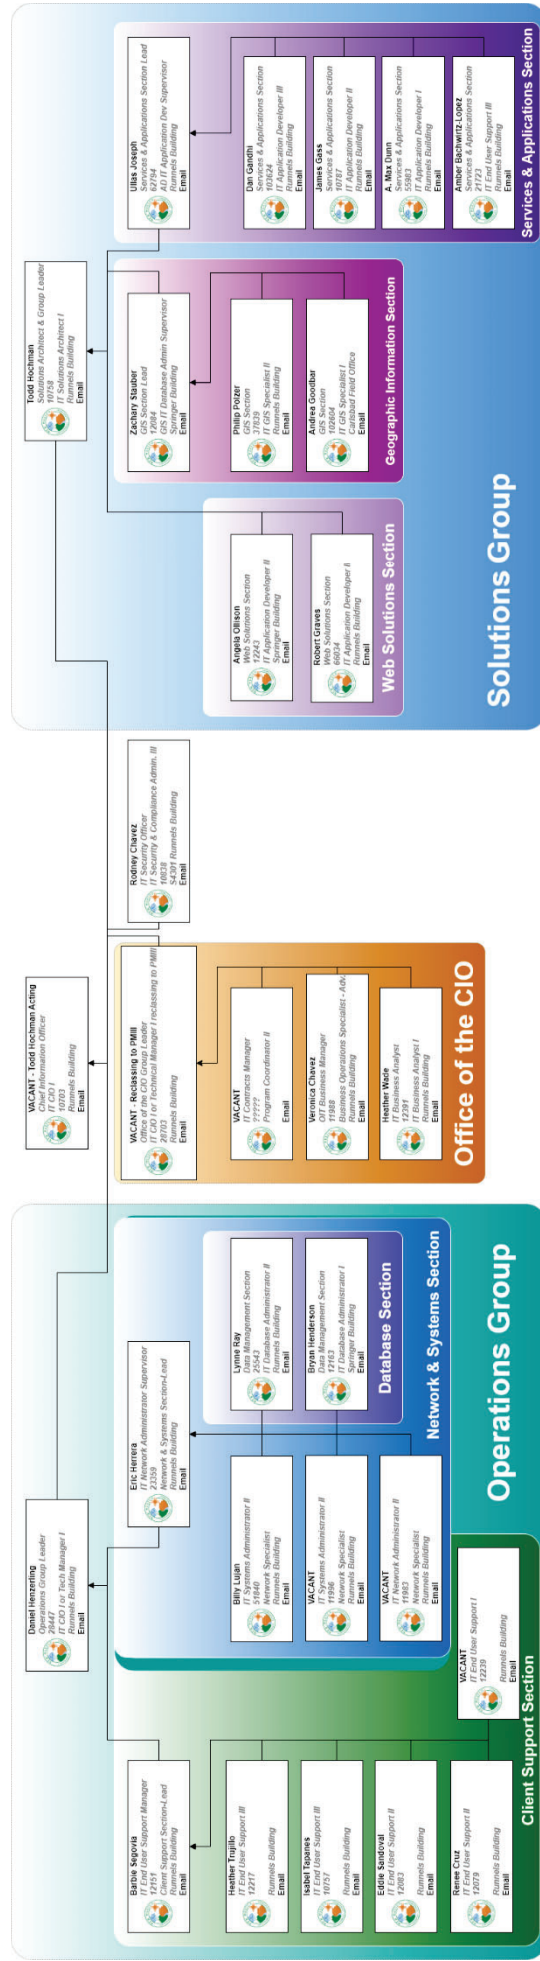 VACANT - Todd Hochman Acting
Chief Information Officer
IT CIO I
10703
Runnels Building
Email
Daniel Henzerling
Operations Group Leader
28447
IT CIO I or Tech Manager I
Runnels Building
Email
Todd Hochman
Solutions Architect & Group Leader
10758
IT Solutions Architect I
Runnels Building
Email
Rodney Chavez
IT Security Officer
IT Security & Compliance Admin. III
10838
S4301 Runnels Building
Email
Barbie Segovia
IT End User Support Manager
12151
Client Support Section-Lead
Runnels Building
Email
Heather Trujillo
IT End User Support III
12217
Runnels Building
Email
Isabel Tapanes
IT End User Support III
10757
Runnels Building
Email
Eddie Sandoval
IT End User Support II
12083
Runnels Building
Email
Renee Cruz
IT End User Support II
12079
Runnels Building
Email
VACANT
IT End User Support I
12239
Runnels Building
Email
Client Support Section
Eric Herrera
IT Network Administrator Supervisor
23359
Network & Systems Section-Lead
Runnels Building
Email
Billy Lujan
IT Systems Administrator II
51840
Network Specialist
Runnels Building
Email
VACANT
IT Systems Administrator II
11996
Network Specialist
Runnels Building
Email
VACANT
IT Network Administrator II
11983
Network Specialist
Runnels Building
Email
Lynne Ray
Data Management Section
25543
IT Database Administrator II
Runnels Building
Email
Bryan Henderson
Data Management Section
12163
IT Database Administrator I
Springer Building
Email
Database Section
Network & Systems Section
Operations Group
VACANT - Reclassing to PMIII
Office of the CIO Group Leader
IT CIO I or Technical Manager I reclassing to PMIII
28703
Runnels Building
Email
VACANT
IT Contracts Manager
?????
Program Coordinator II
Email
Veronica Chavez
OIT Business Manager
11988
Business Operations Specialist - Adv.
Runnels Building
Email
Heather Wade
IT Business Analyst
12391
IT Business Analyst I
Runnels Building
Email
Office of the CIO
Angela Ollison
Web Solutions Section
12243
IT Application Developer II
Springer Building
Email
Robert Graves
Web Solutions Section
66034
IT Application Developer I
Runnels Building
Email
Web Solutions Section
Zachary Stauber
GIS Section Lead
12084
GIS IT Database Admin Supervisor
Springer Building
Email
Philip Polzer
GIS Section
37839
IT GIS Specialist II
Runnels Building
Email
Andrea Goodbar
GIS Section
102604
IT GIS Specialist I
Carlsbad Field Office
Email
Geographic Information Section
Ullas Joseph
Services & Applications Section Lead
62794
AD IT Application Dev Supervisor
Runnels Building
Email
Dan Gandhi
Services & Applications Section
103624
IT Application Developer III
Runnels Building
Email
James Gass
Services & Applications Section
10787
IT Application Developer II
Runnels Building
Email
A. Max Dunn
Services & Applications Section
55983
IT Application Developer I
Runnels Building
Email
Amber Bachwirtz-Lopez
Services & Applications Section
21723
IT End User Support III
Runnels Building
Email
Services & Applications Section
Solutions Group